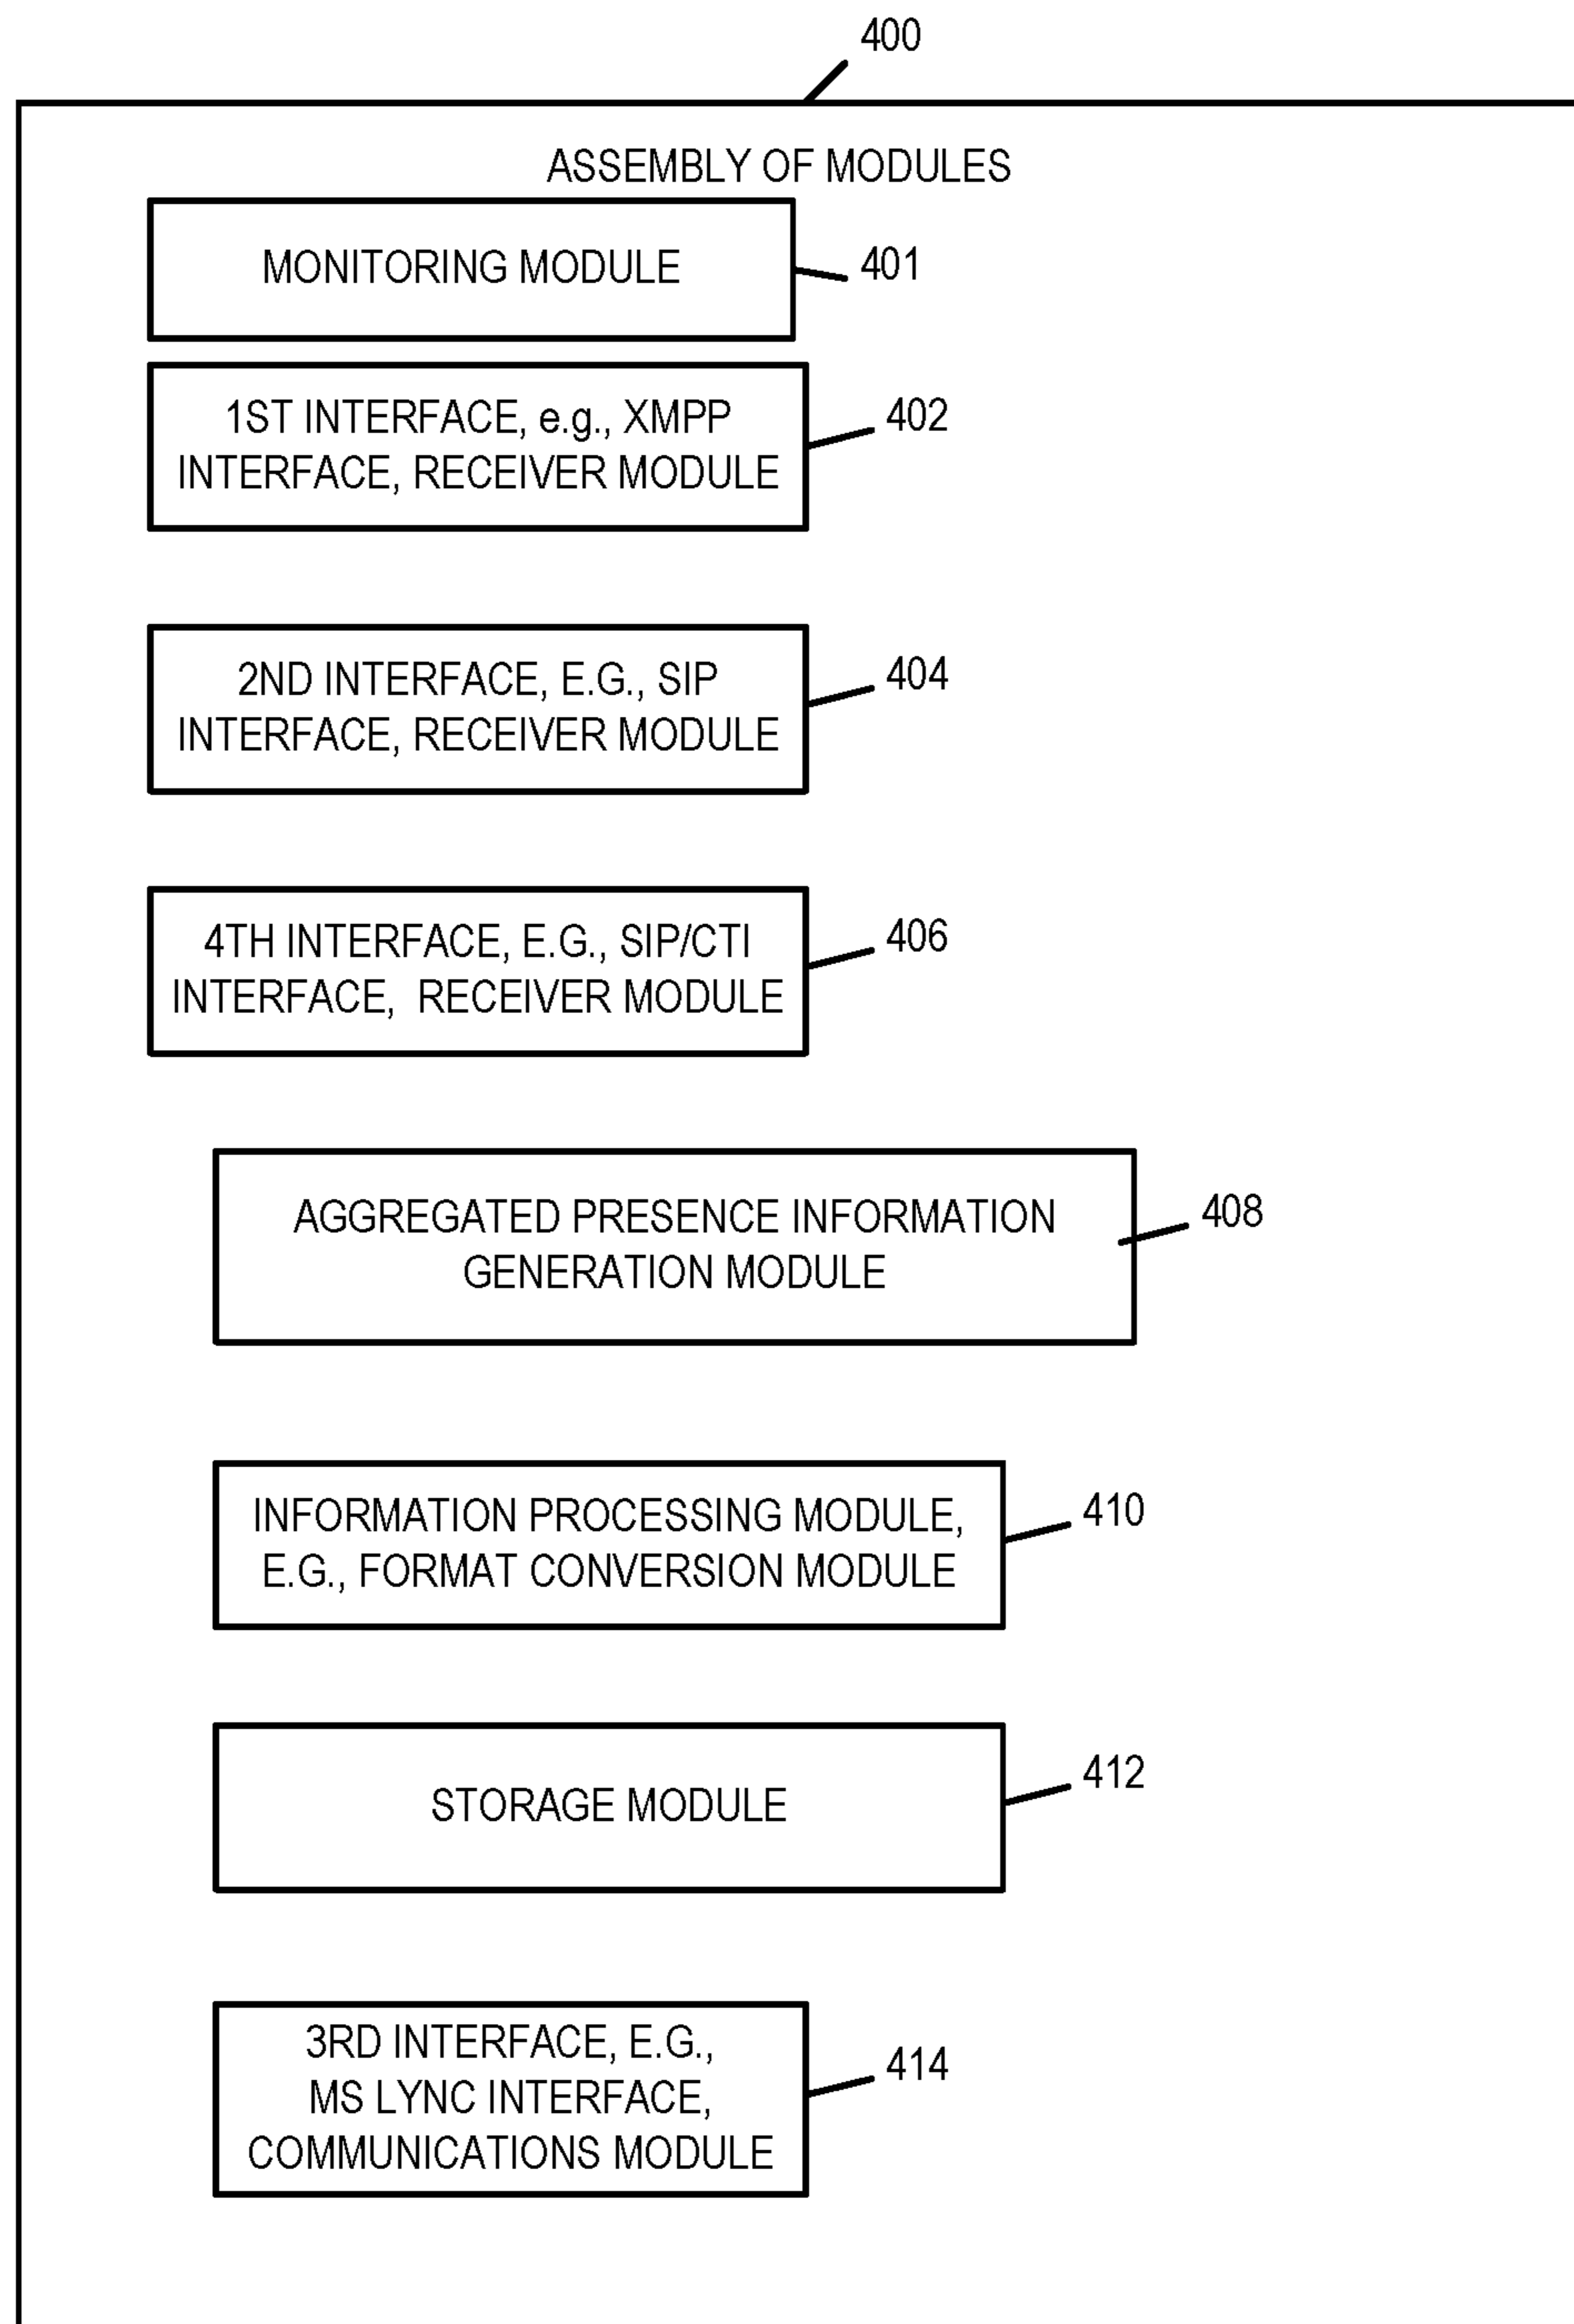 400
ASSEMBLY OF MODULES
MONITORING MODULE
401
1ST INTERFACE, e.g., XMPP
INTERFACE, RECEIVER MODULE
402
2ND INTERFACE, E.G., SIP
INTERFACE, RECEIVER MODULE
404
4TH INTERFACE, E.G., SIP/CTI
INTERFACE, RECEIVER MODULE
406
AGGREGATED PRESENCE INFORMATION
GENERATION MODULE
408
INFORMATION PROCESSING MODULE,
E.G., FORMAT CONVERSION MODULE
410
STORAGE MODULE
412
3RD INTERFACE, E.G.,
MS LYNC INTERFACE,
COMMUNICATIONS MODULE
414